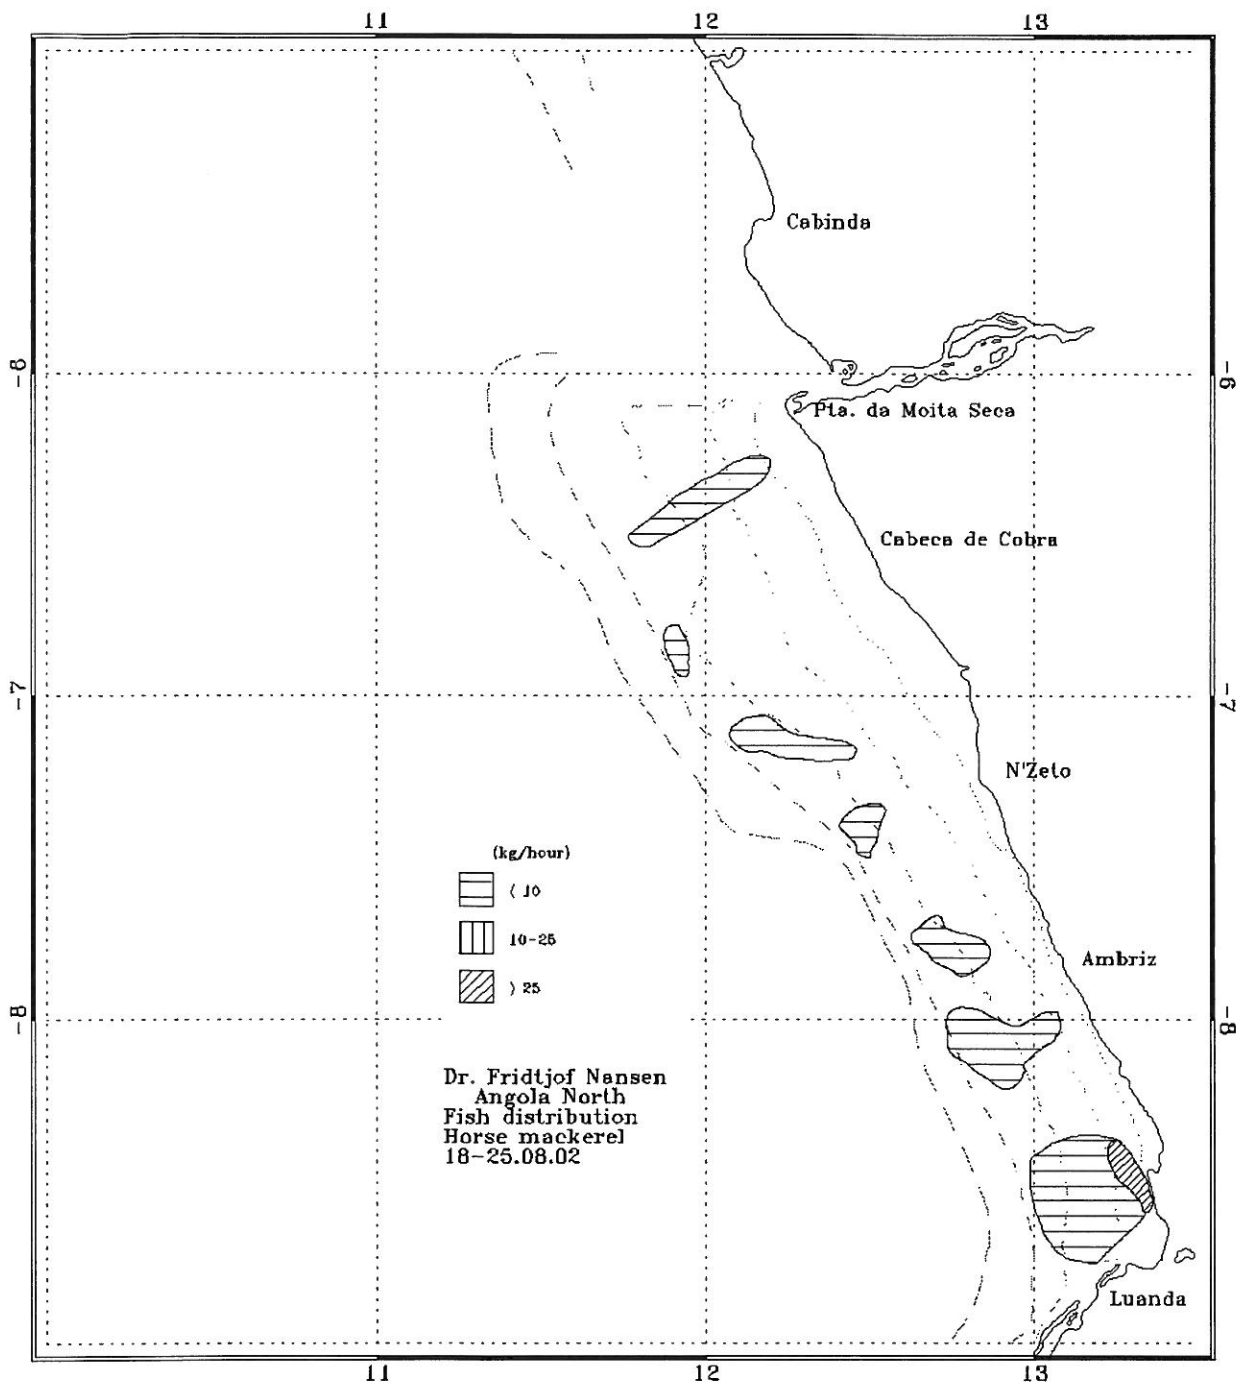 11 12 13
Cabinda
-6 -6
Pta. da Moita Seca
Cabeca de Cobra
-7 -7
N'Zeto
(kg/hour)
< 10
10-25
> 25
Ambriz
-8 -8
Dr. Fridtjof Nansen
Angola North
Fish distribution
Horse mackerel
18-25.08.02
Luanda
11 12 13